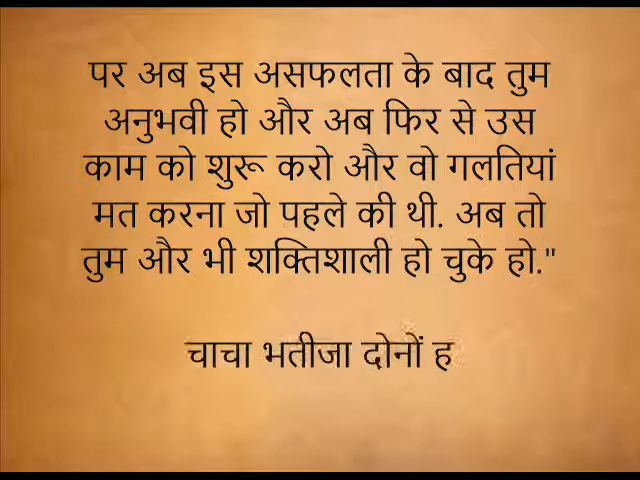 पर अब इस असफलता के बाद तुम
अनुभवी हो और अब फिर से उस
काम को शुरू करो और वो गलतियां
मत करना जो पहले की थी. अब तो
तुम और भी शक्तिशाली हो चुके हो."
चाचा भतीजा दोनों ह